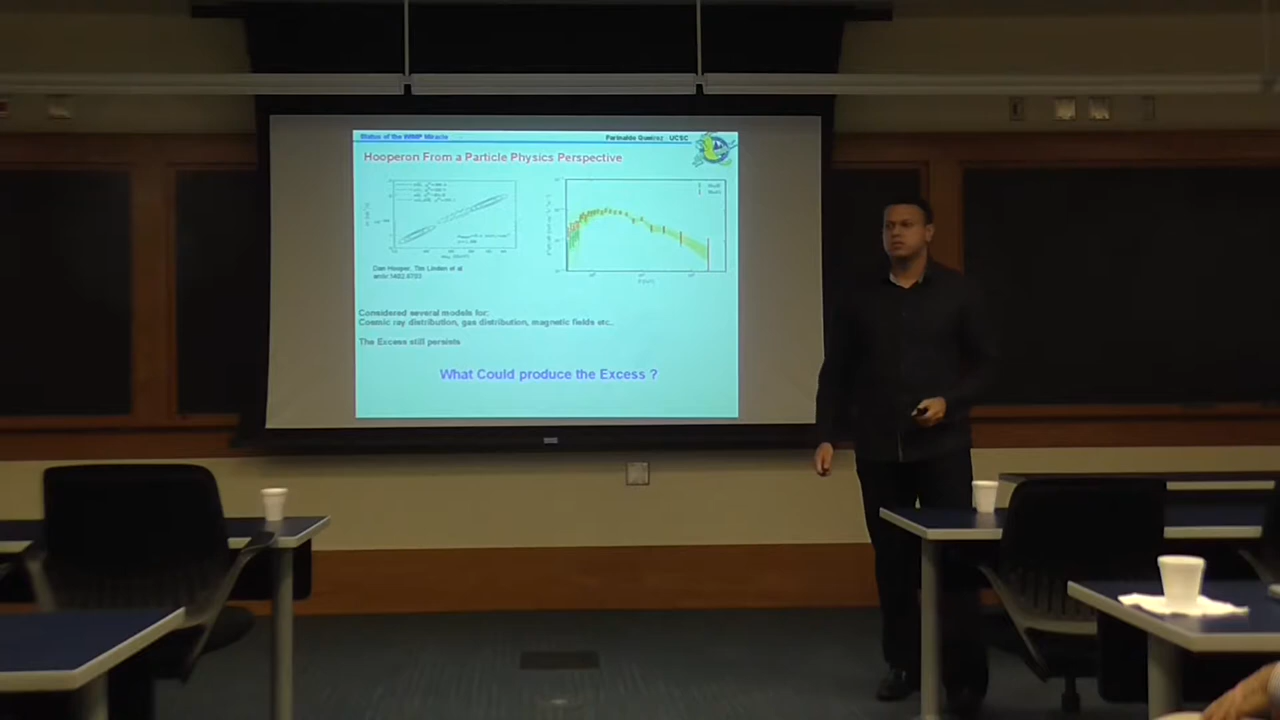 Status of the WIMP Miracle
Farinaldo Queiroz UCSC
Hooperon From a Particle Physics Perspective
Dan Hooper, Tim Linden et al
Considered several models for:
Cosmic ray distribution, gas distribution, magnetic fields etc..
The Excess still persists
What Could produce the Excess ?